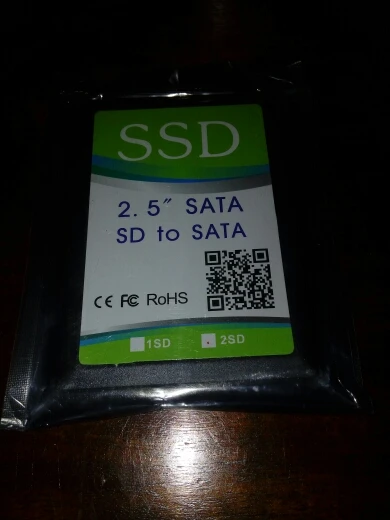 SSD
2.5″ SATA
SD to SATA
CE FC RoHS
1SD 2SD